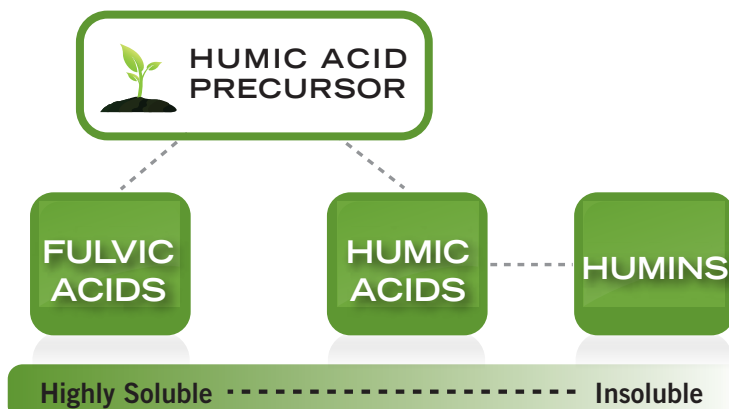 HUMIC ACID
PRECURSOR
FULVIC
ACIDS
HUMIC
ACIDS
HUMINS
Highly Soluble Insoluble